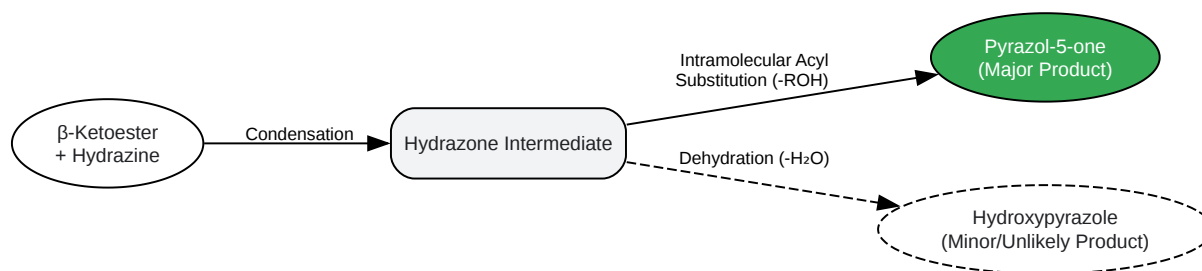 β-Ketoester
+ Hydrazine
Condensation
Hydrazone Intermediate
Intramolecular Acyl
Substitution (-ROH)
Pyrazol-5-one
(Major Product)
Dehydration (-H₂O)
Hydroxypyrazole
(Minor/Unlikely Product)